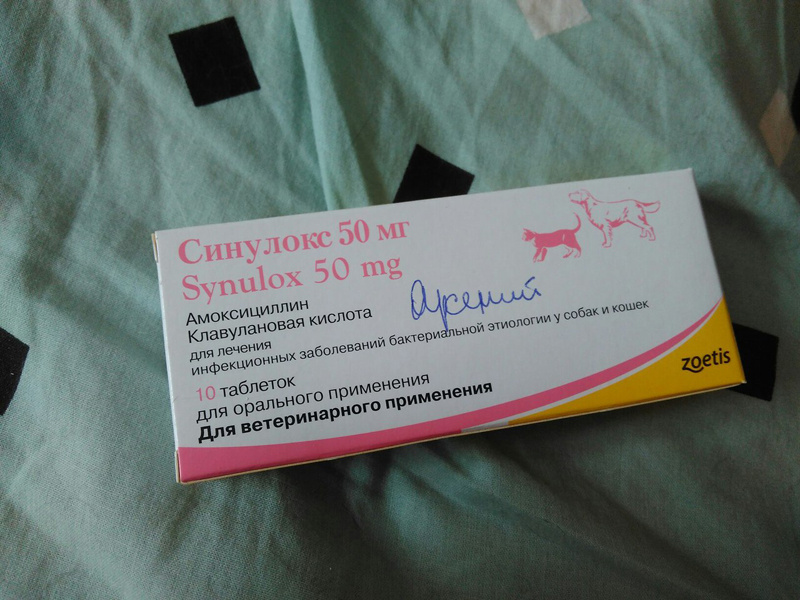 Синулокс 50 мг
Synulox 50 mg
Амоксициллин
Клавулановая кислота
Арсений
для лечения
инфекционных заболеваний бактериальной этиологии у собак и кошек
10 таблеток
для орального применения
Для ветеринарного применения
zoetis